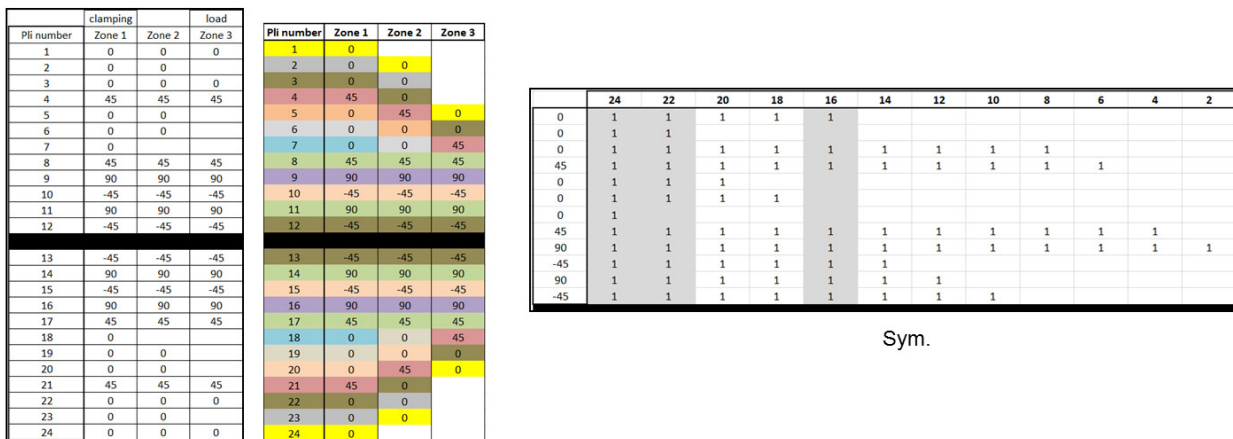 clamping load
Pli number Zone 1 Zone 2 Zone 3
1 0 0 0
2 0 0
3 0 0 0
4 45 45 45
5 0 0
6 0 0
7 0
8 45 45 45
9 90 90 90
10 -45 -45 -45
11 90 90 90
12 -45 -45 -45
13 -45 -45 -45
14 90 90 90
15 -45 -45 -45
16 90 90 90
17 45 45 45
18 0
19 0 0
20 0 0
21 45 45 45
22 0 0 0
23 0 0
24 0 0 0
Pli number Zone 1 Zone 2 Zone 3
1 0
2 0 0
3 0 0
4 45 0
5 0 45 0
6 0 0 0
7 0 0 45
8 45 45 45
9 90 90 90
10 -45 -45 -45
11 90 90 90
12 -45 -45 -45
13 -45 -45 -45
14 90 90 90
15 -45 -45 -45
16 90 90 90
17 45 45 45
18 0 0 45
19 0 0 0
20 0 45 0
21 45 0
22 0 0
23 0 0
24 0
24 22 20 18 16 14 12 10 8 6 4 2
0 1 1 1 1 1
0 1 1
0 1 1 1 1 1 1 1 1 1
45 1 1 1 1 1 1 1 1 1 1
0 1 1 1
0 1 1 1 1
0 1
45 1 1 1 1 1 1 1 1 1 1 1
90 1 1 1 1 1 1 1 1 1 1 1 1
-45 1 1 1 1 1 1
90 1 1 1 1 1 1 1
-45 1 1 1 1 1 1 1 1
Sym.